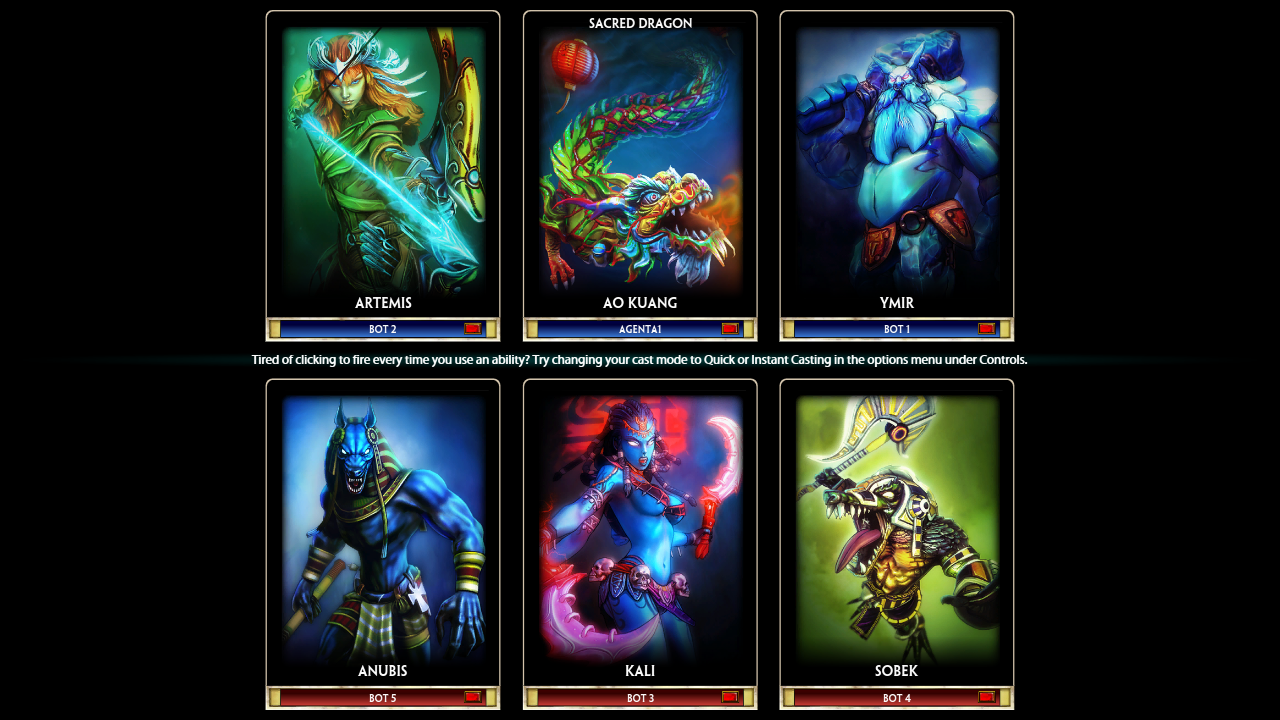 SACRED DRAGON
ARTEMIS
AO KUANG
YMIR
BOT 2
AGENTA1
BOT 1
Tired of clicking to fire every time you use an ability? Try changing your cast mode to Quick or Instant Casting in the options menu under Controls.
ANUBIS
KALI
SOBEK
BOT 5
BOT 3
BOT 4